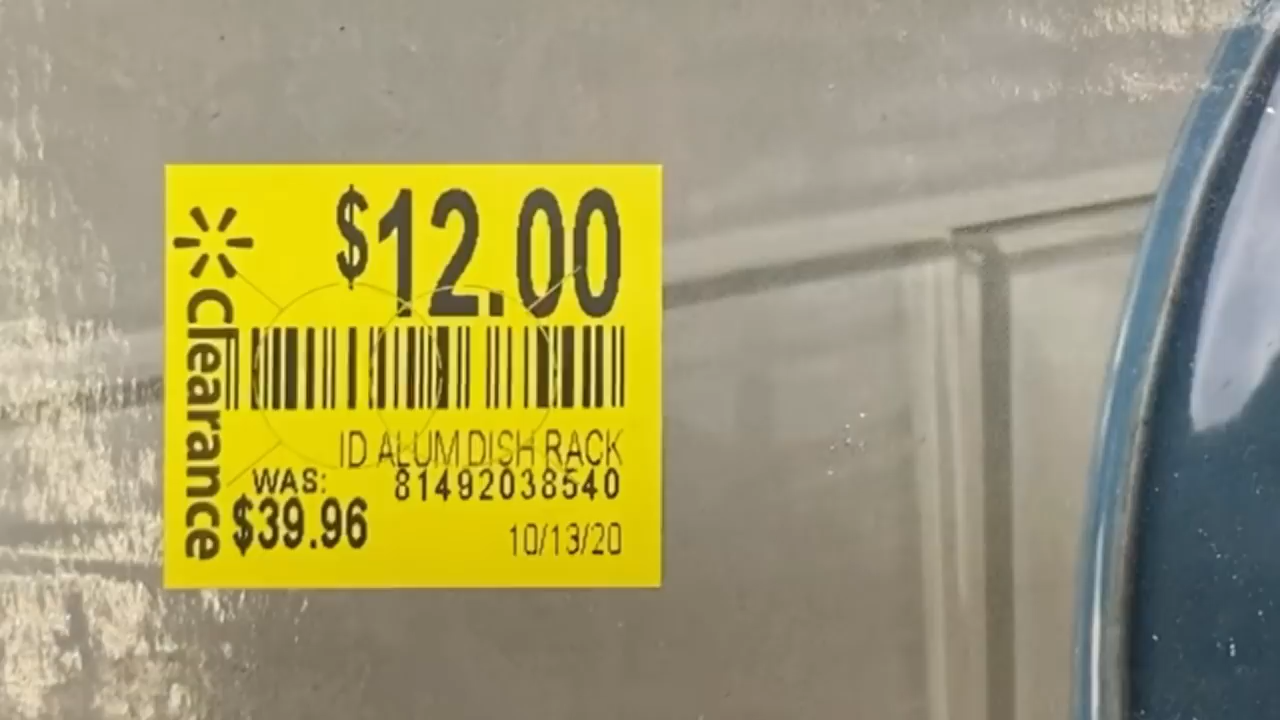 $12.00
Clearance
ID ALUM DISH RACK
WAS: 81492038540
$39.96
10/13/20